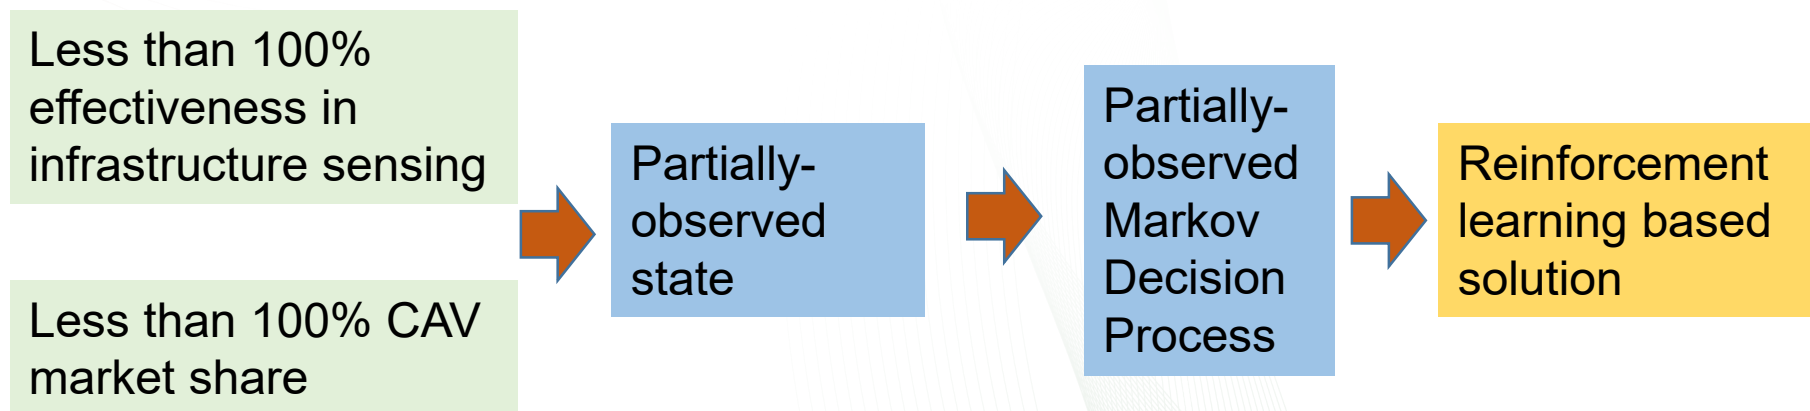 Less than 100%
effectiveness in
infrastructure sensing
Less than 100% CAV
market share
Partially-
observed
state
Partially-
observed
Markov
Decision
Process
Reinforcement
learning based
solution